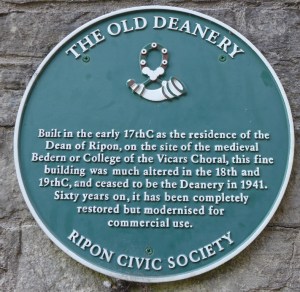 THE OLD DEANERY
Built in the early 17thC as the residence of the
Dean of Ripon, on the site of the medieval
Bedern or College of the Vicars Choral, this fine
building was much altered in the 18th and
19thC, and ceased to be the Deanery in 1941.
Sixty years on, it has been completely
restored but modernised for
commercial use.
RIPON CIVIC SOCIETY